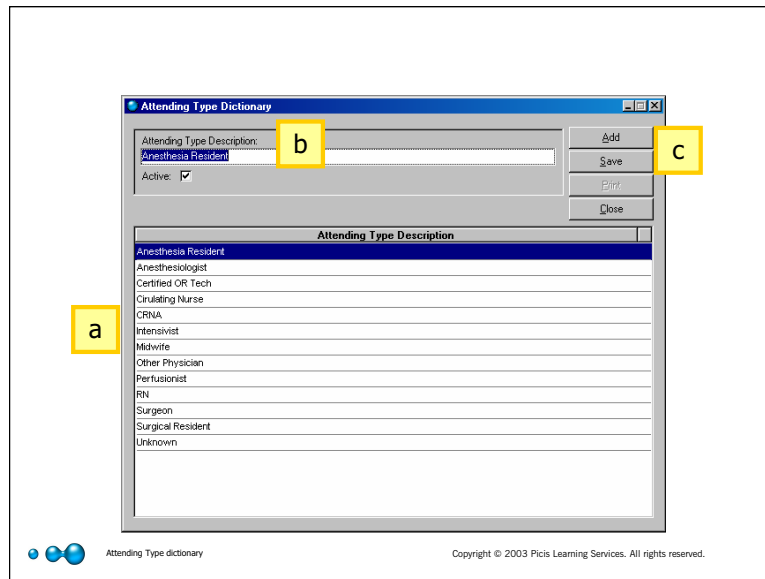 Attending Type Dictionary
Attending Type Description:
b
Anesthesia Resident
Active:
Add
Save
c
Print
Close
Attending Type Description
Anesthesia Resident
Anesthesiologist
Certified OR Tech
Cirulating Nurse
CRNA
a
Intensivist
Midwife
Other Physician
Perfusionist
RN
Surgeon
Surgical Resident
Unknown
Attending Type dictionary
Copyright © 2003 Picis Learning Services. All rights reserved.